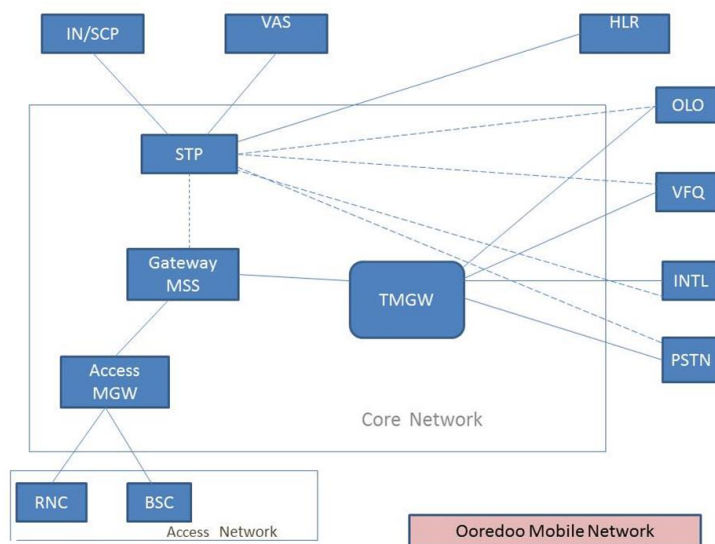 IN/SCP
VAS
HLR
OLO
STP
VFQ
Gateway
MSS
TMGW
INTL
PSTN
Access
MGW
Core Network
RNC
BSC
Access Network
Ooredoo Mobile Network